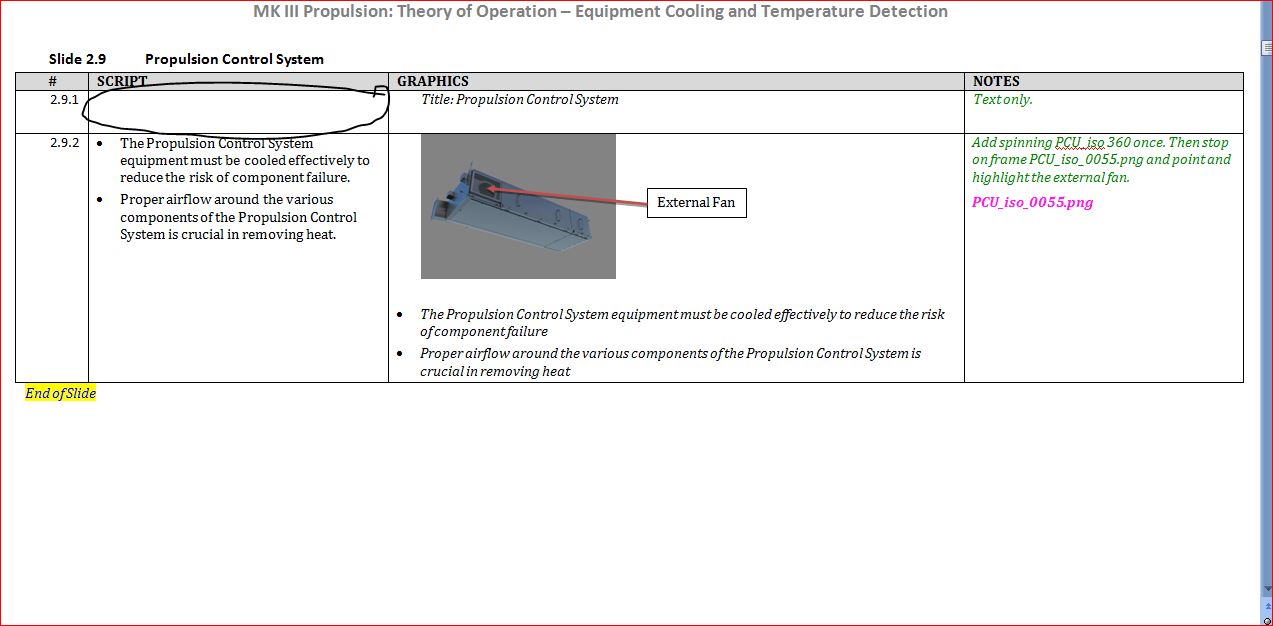 MK III Propulsion: Theory of Operation – Equipment Cooling and Temperature Detection
Slide 2.9 Propulsion Control System
# SCRIPT GRAPHICS NOTES
2.9.1 Title: Propulsion Control System Text only.
2.9.2
• The Propulsion Control System
equipment must be cooled effectively to
reduce the risk of component failure.
• Proper airflow around the various
components of the Propulsion Control
System is crucial in removing heat.
External Fan
• The Propulsion Control System equipment must be cooled effectively to reduce the risk
of component failure
• Proper airflow around the various components of the Propulsion Control System is
crucial in removing heat
Add spinning PCU_iso 360 once. Then stop
on frame PCU_iso_0055.png and point and
highlight the external fan.
PCU_iso_0055.png
End of Slide